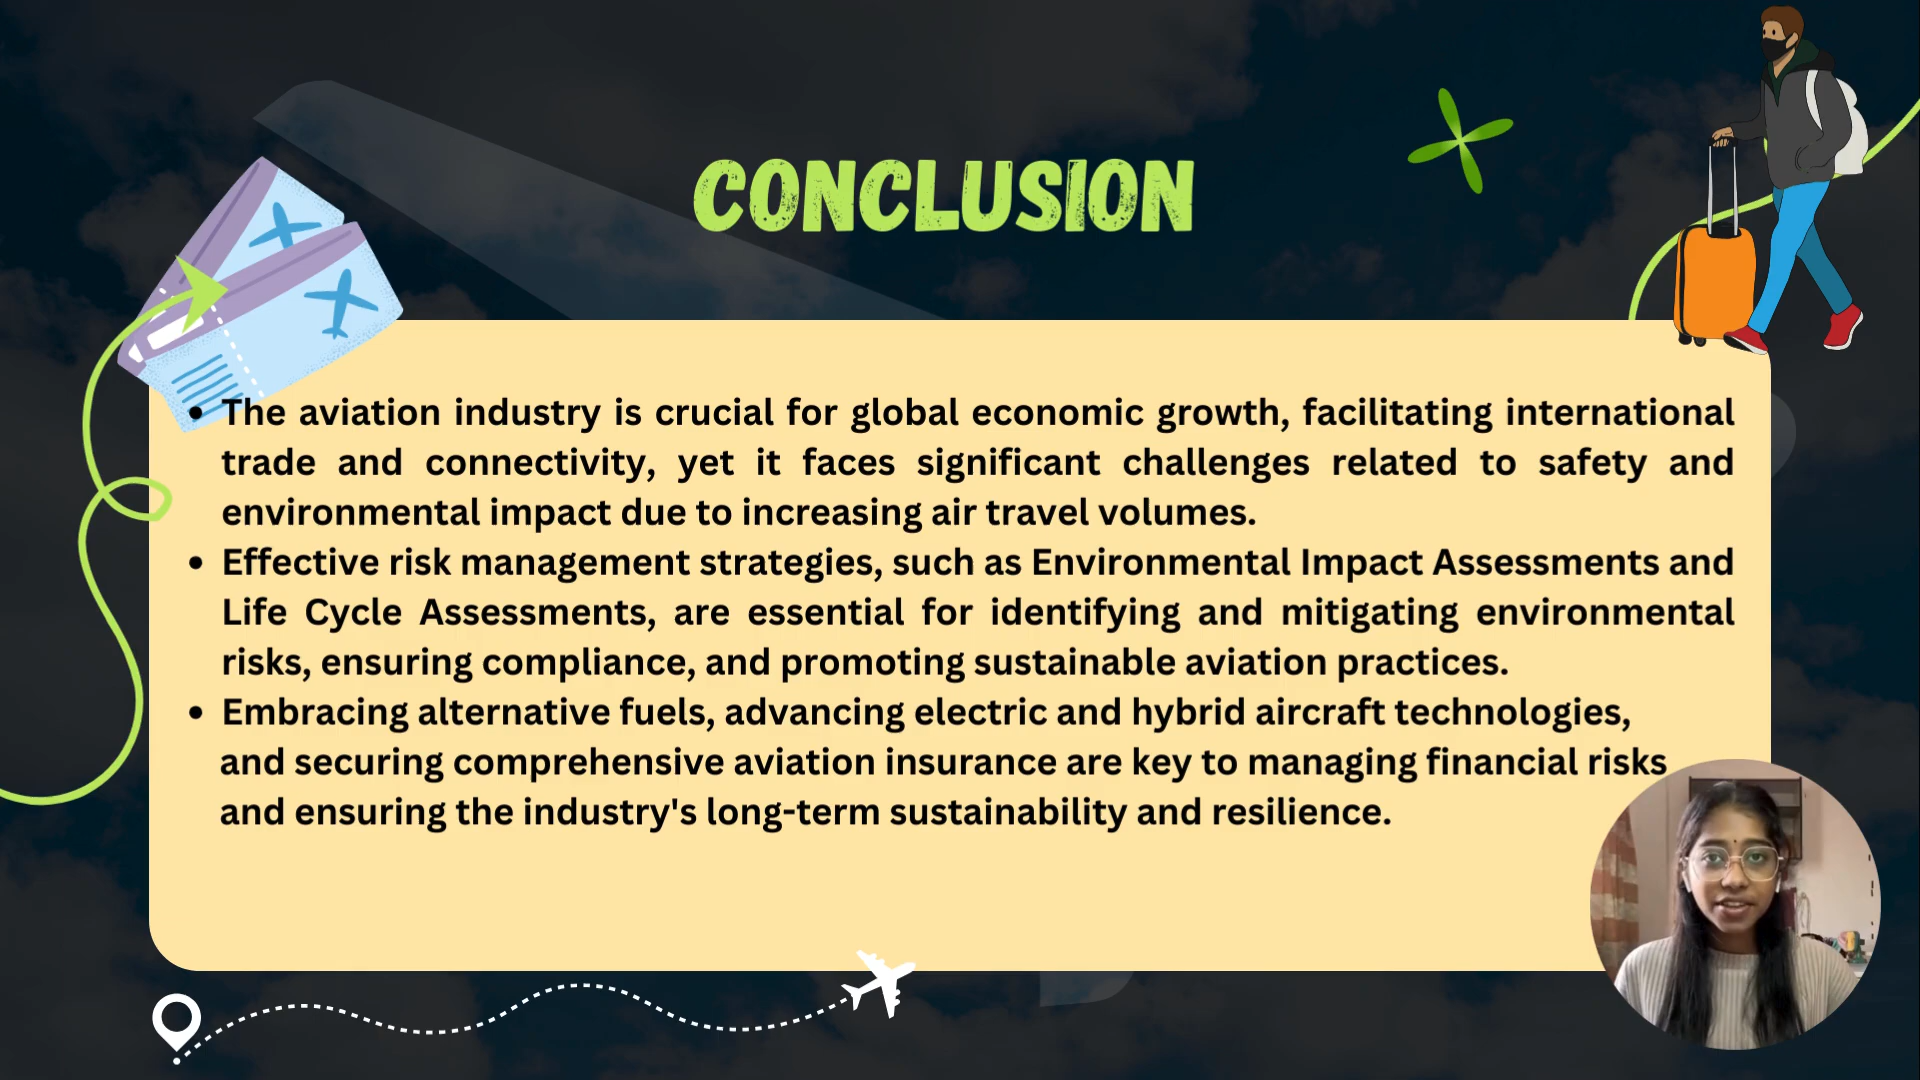 CONCLUSION
• The aviation industry is crucial for global economic growth, facilitating international
trade and connectivity, yet it faces significant challenges related to safety and
environmental impact due to increasing air travel volumes.
• Effective risk management strategies, such as Environmental Impact Assessments and
Life Cycle Assessments, are essential for identifying and mitigating environmental
risks, ensuring compliance, and promoting sustainable aviation practices.
• Embracing alternative fuels, advancing electric and hybrid aircraft technologies,
and securing comprehensive aviation insurance are key to managing financial risks
and ensuring the industry's long-term sustainability and resilience.